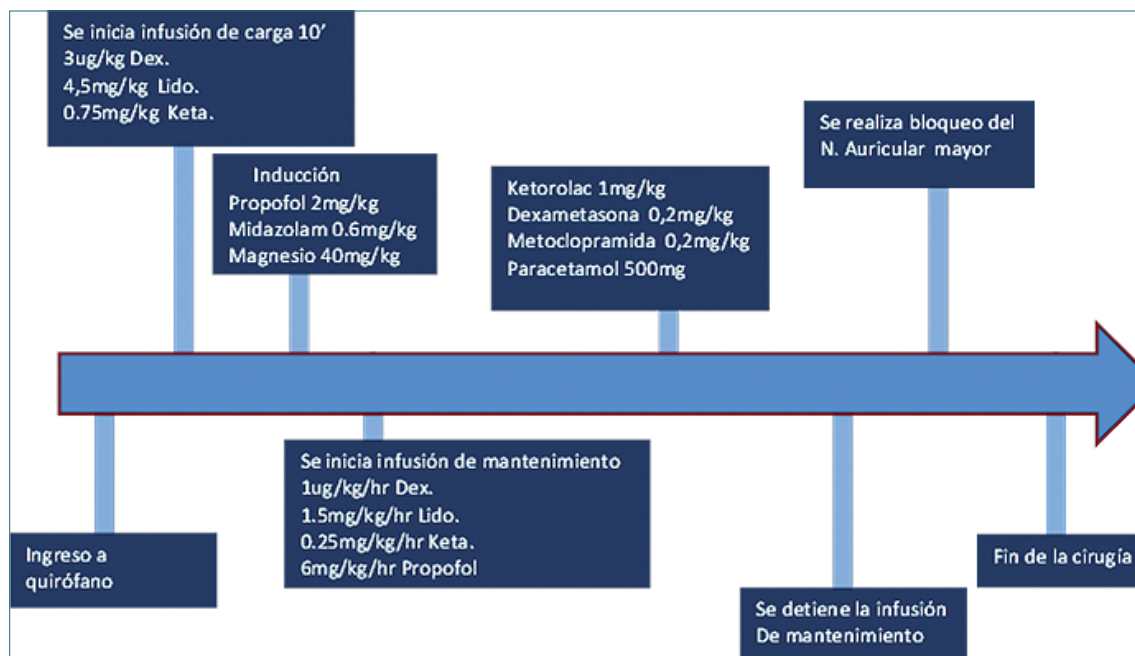 Se inicia infusión de carga 10’
3ug/kg Dex.
4,5mg/kg Lido.
0.75mg/kg Keta.
Inducción
Propofol 2mg/kg
Midazolam 0.6mg/kg
Magnesio 40mg/kg
Ketorolac 1mg/kg
Dexametasona 0,2mg/kg
Metoclopramida 0,2mg/kg
Paracetamol 500mg
Se realiza bloqueo del
N. Auricular mayor
Ingreso a
quirófano
Se inicia infusión de mantenimiento
1ug/kg/hr Dex.
1.5mg/kg/hr Lido.
0.25mg/kg/hr Keta.
6mg/kg/hr Propofol
Se detiene la infusión
De mantenimiento
Fin de la cirugía